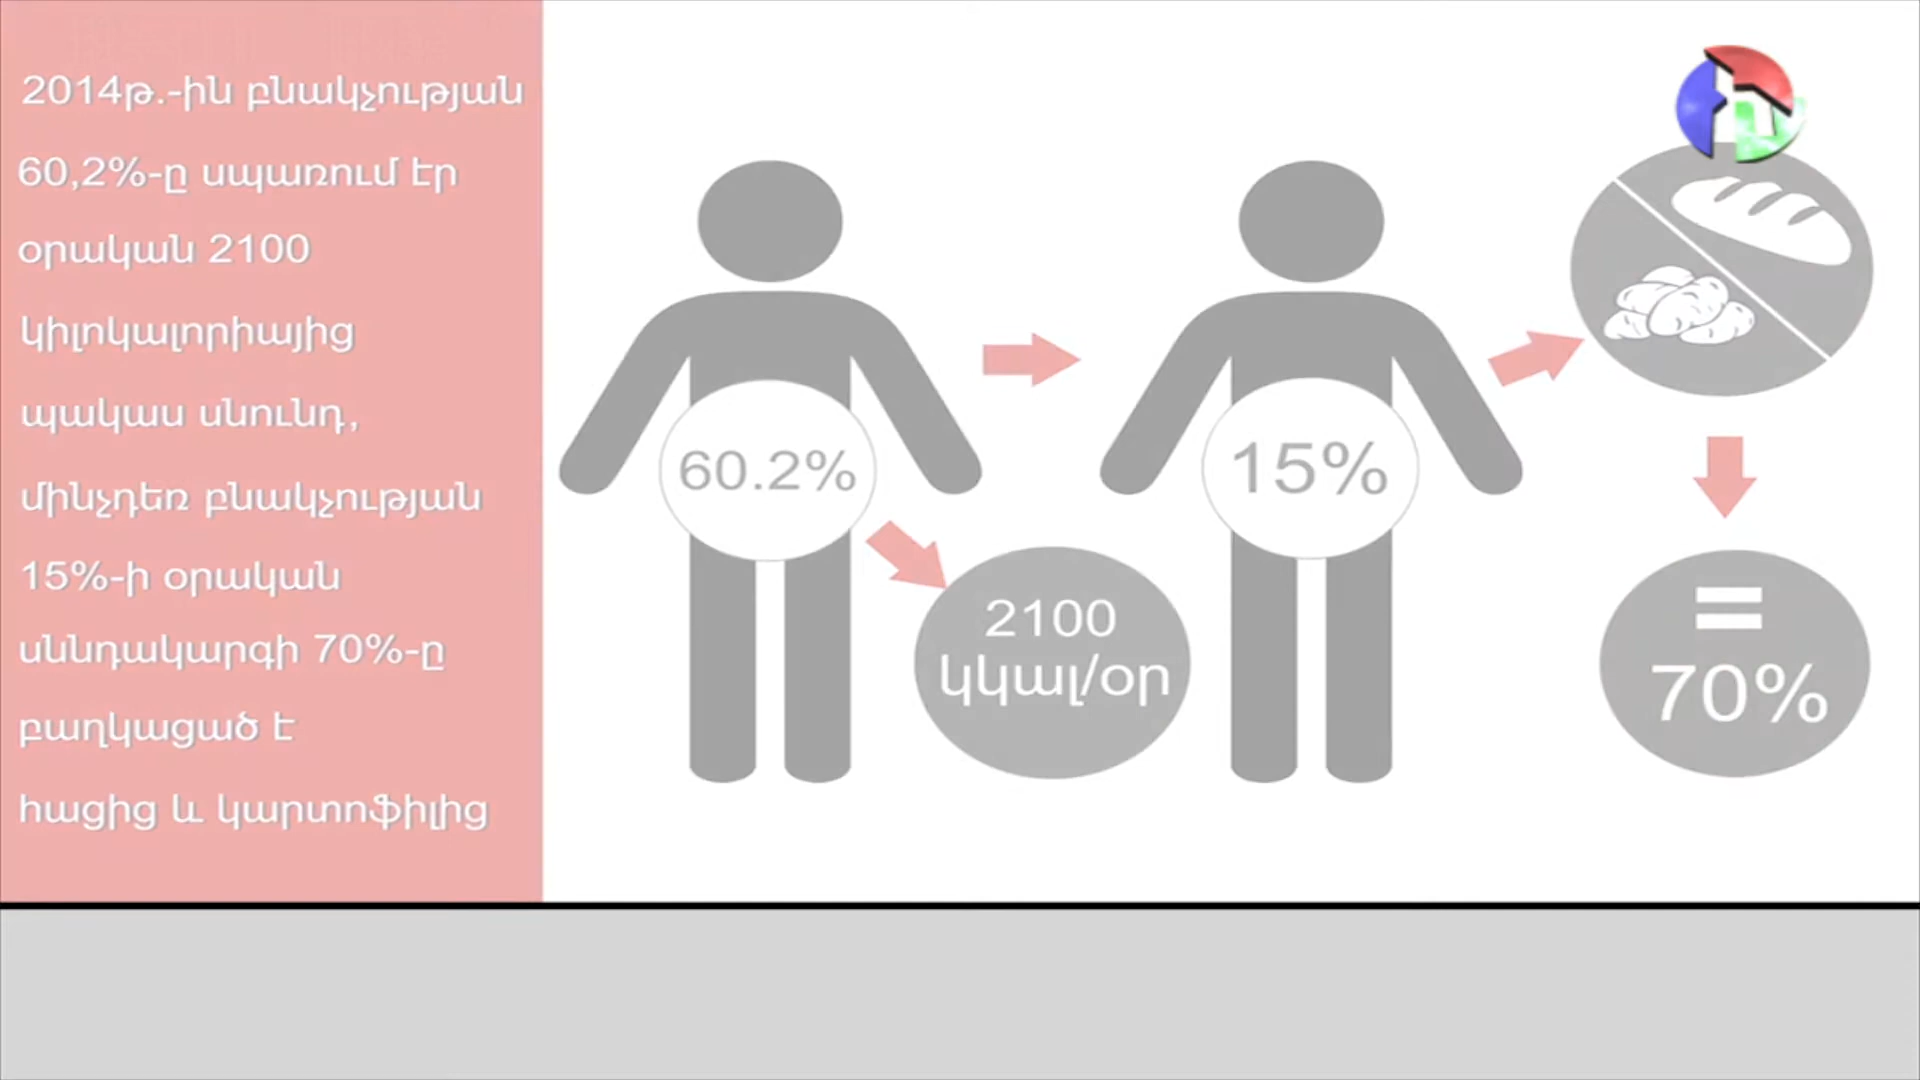 2014թ.-ին բնակչության
60,2%-ը սպառում էր
օրական 2100
կիլոկալորիայից
պակաս սնունդ,
մինչդեռ բնակչության
15%-ի օրական
սննդակարգի 70%-ը
բաղկացած է
հացից և կարտոֆիլից
60.2%
15%
2100
կկալ/օր
=
70%